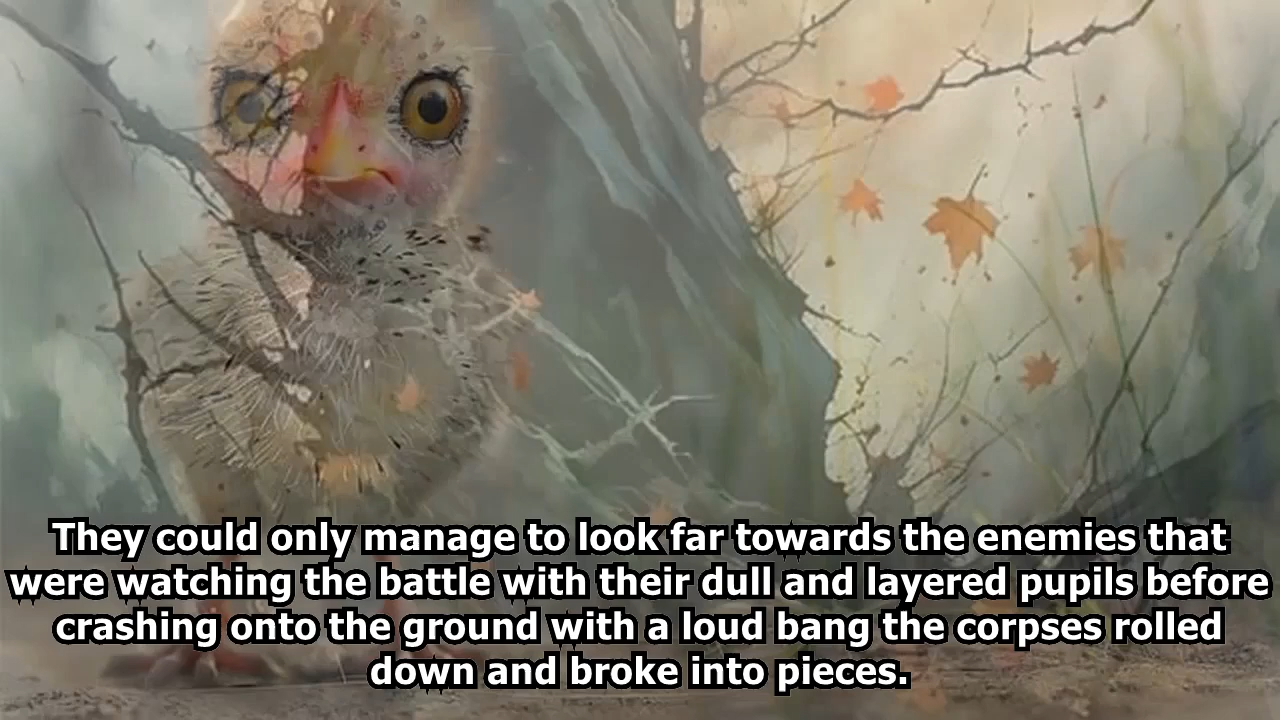 They could only manage to look far towards the enemies that
were watching the battle with their dull and layered pupils before
crashing onto the ground with a loud bang the corpses rolled
down and broke into pieces.